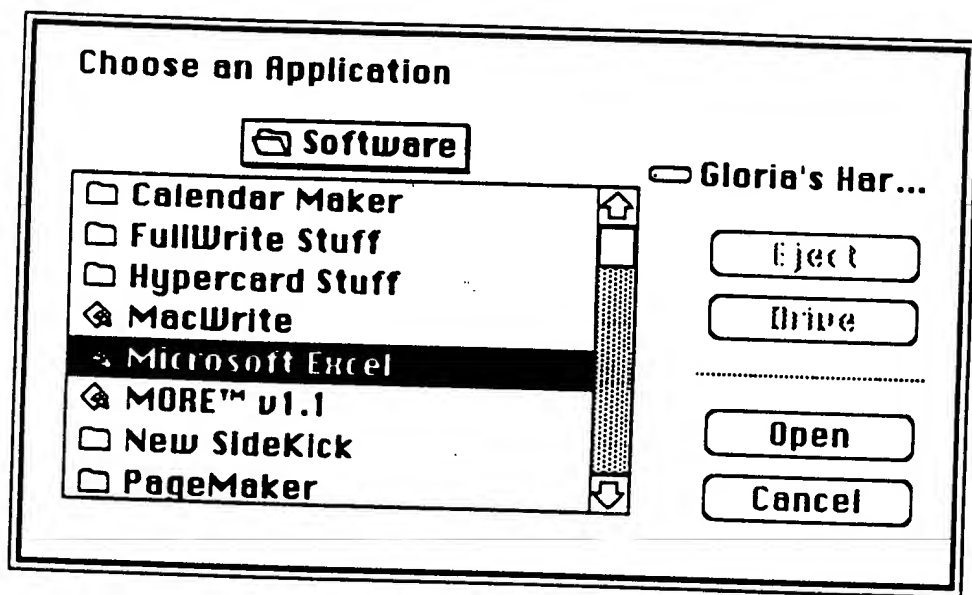 Choose an Application
Software
Gloria's Har...
Calendar Maker
FullWrite Stuff
Hypercard Stuff
MacWrite
Microsoft Excel
MORE™ v1.1
New SideKick
PageMaker
Eject
Drive
Open
Cancel